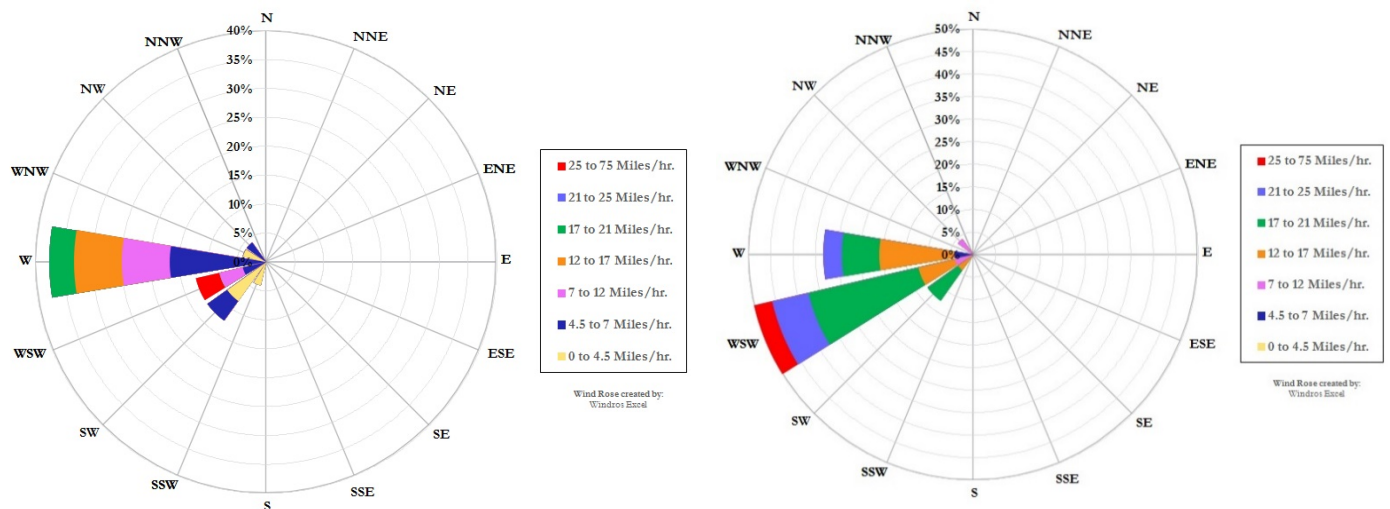 N
NNE
NE
ENE
E
ESE
SE
SSE
S
SSW
SW
WSW
W
WNW
NW
NNW
40%
35%
30%
25%
20%
15%
10%
5%
0%
25 to 75 Miles/hr.
21 to 25 Miles/hr.
17 to 21 Miles/hr.
12 to 17 Miles/hr.
7 to 12 Miles/hr.
4.5 to 7 Miles/hr.
0 to 4.5 Miles/hr.
Wind Rose created by:
Windros Excel
N
NNE
NE
ENE
E
ESE
SE
SSE
S
SSW
SW
WSW
W
WNW
NW
NNW
50%
45%
40%
35%
30%
25%
20%
15%
10%
5%
0%
25 to 75 Miles/hr.
21 to 25 Miles/hr.
17 to 21 Miles/hr.
12 to 17 Miles/hr.
7 to 12 Miles/hr.
4.5 to 7 Miles/hr.
0 to 4.5 Miles/hr.
Wind Rose created by:
Windros Excel